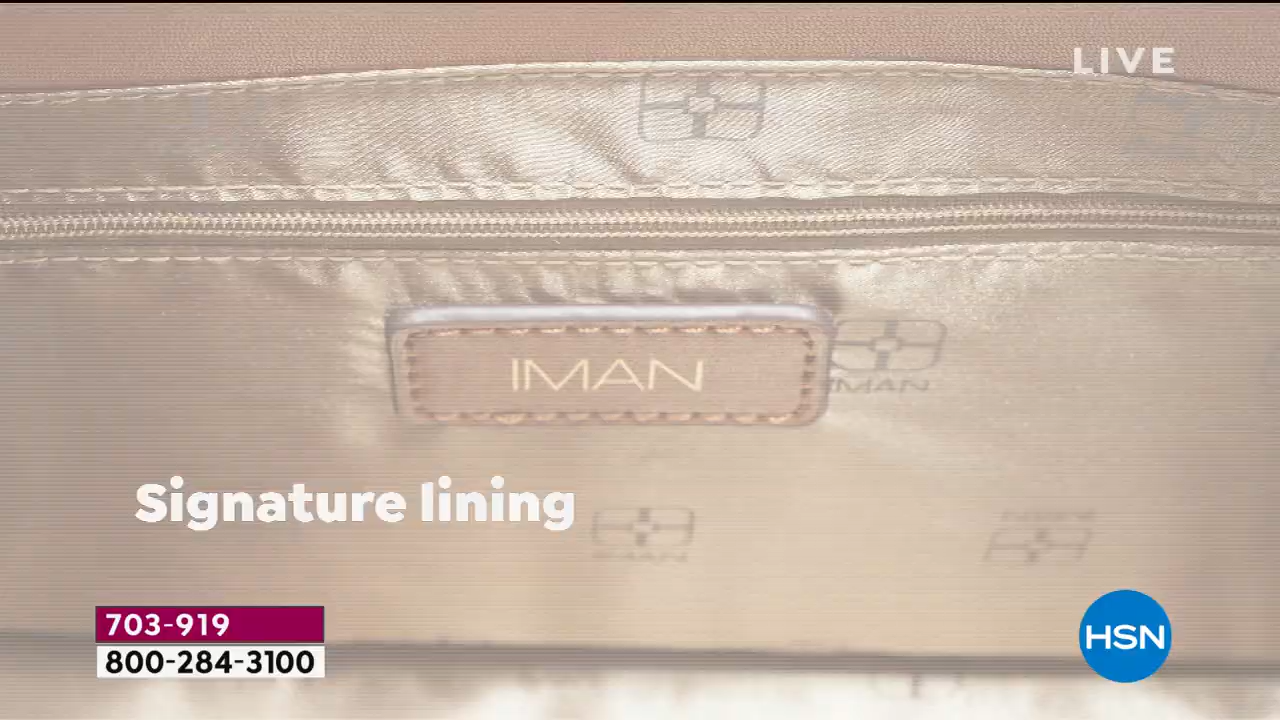 LIVE
IMAN
IMAN
Signature lining
703-919
800-284-3100
HSN